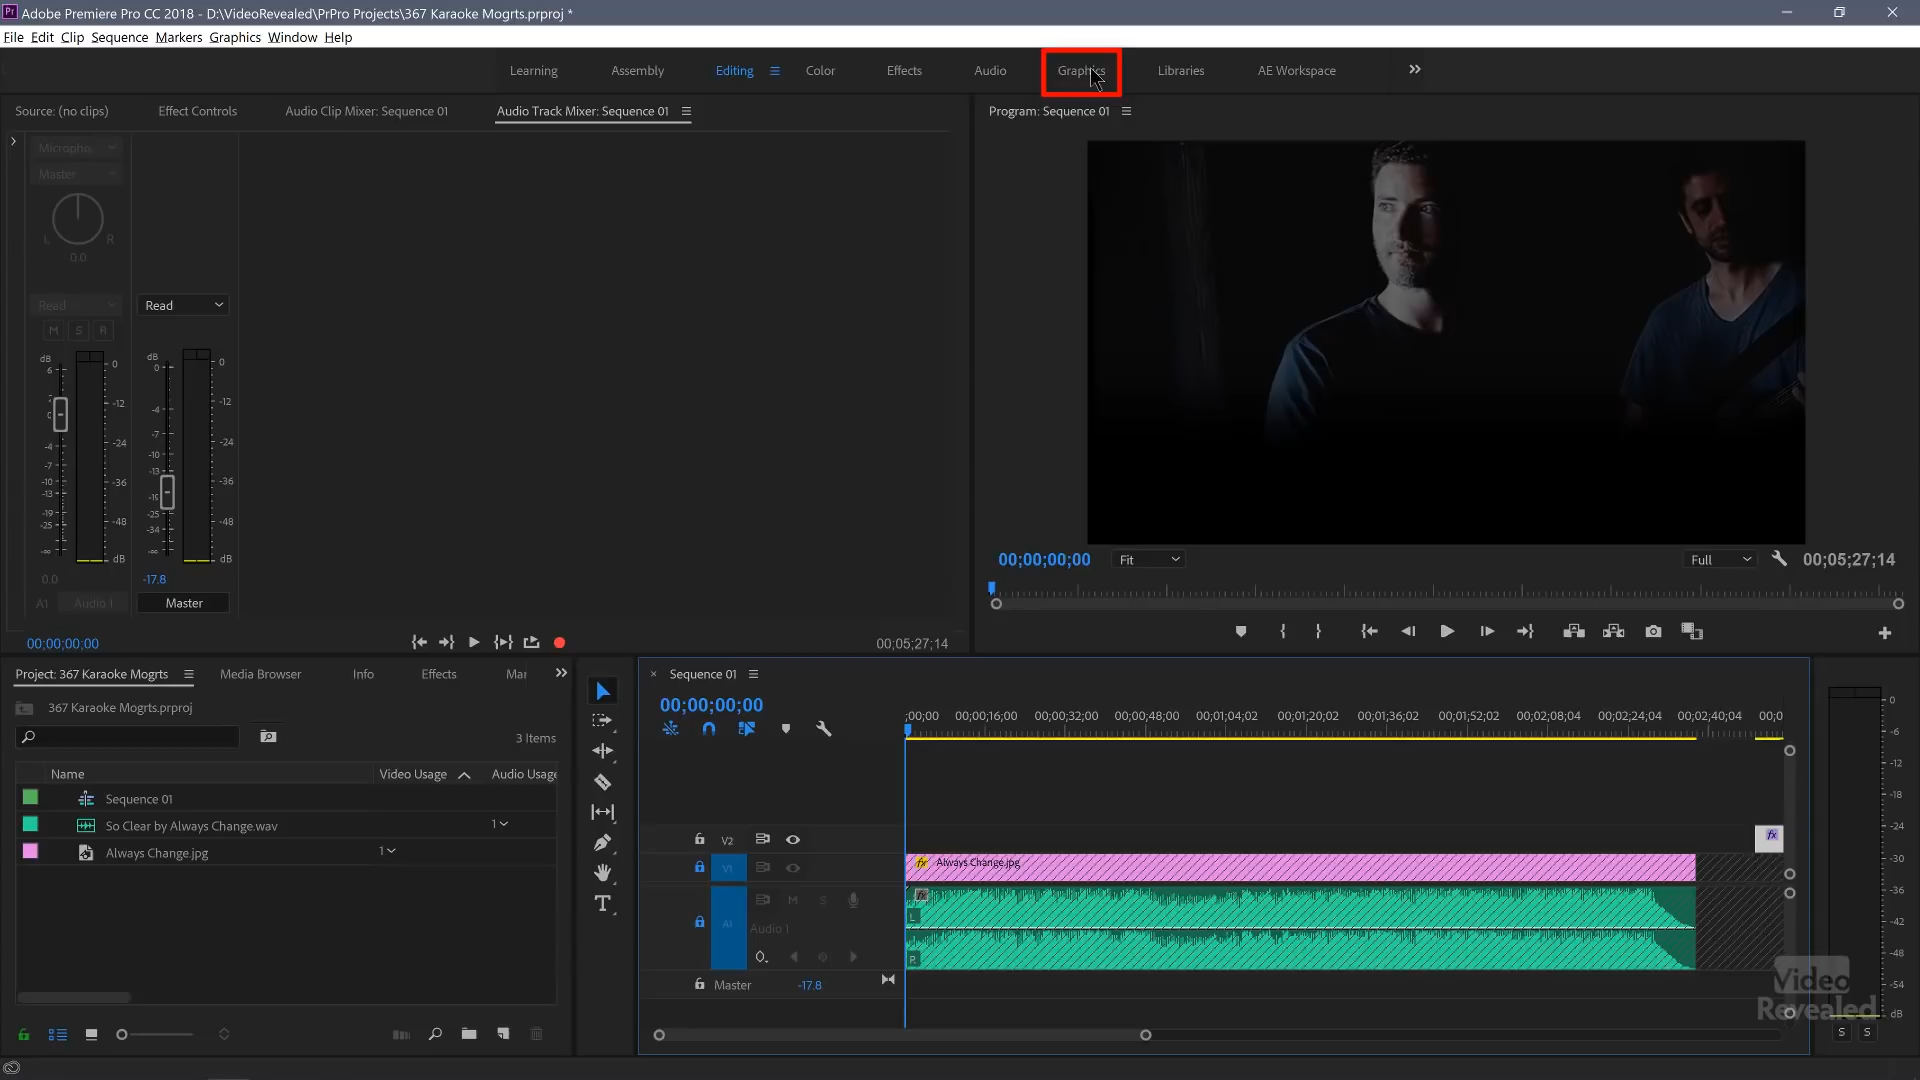 Adobe Premiere Pro CC 2018 - D:\VideoRevealed\PrPro Projects\367 Karaoke Mogrts.prproj *
File Edit Clip Sequence Markers Graphics Window Help
Learning Assembly Editing Color Effects Audio Graphics Libraries AE Workspace
Source: (no clips) Effect Controls Audio Clip Mixer: Sequence 01 Audio Track Mixer: Sequence 01
Program: Sequence 01
Micropho
Master
L R
0.0
Read Read
M S R
dB dB
6 0 0 0
-12 -4 -12
0 -7
-4 -24 -10 -24
-7 -13
-10 -36 -36
-13 -25
-19 -48 -34 -48
-25
-∞ dB -∞ dB
0.0 -17.8
A1 Audio 1 Master
00;00;00;00 00;05;27;14
00;00;00;00 Fit Full 00;05;27;14
Project: 367 Karaoke Mogrts Media Browser Info Effects Mar
367 Karaoke Mogrts.prproj
3 Items
Name Video Usage Audio Usage
Sequence 01
So Clear by Always Change.wav 1
Always Change.jpg 1
Sequence 01
00;00;00;00
;00;00 00;00;16;00 00;00;32;00 00;00;48;00 00;01;04;02 00;01;20;02 00;01;36;02 00;01;52;02 00;02;08;04 00;02;24;04 00;02;40;04 00;0
V2 fx
V1 fx Always Change.jpg
M S fx
A1 L
Audio 1
R
Master -17.8
0
-6
-12
-18
-24
-30
-36
-42
-48
-54
dB
S S
Video
Revealed